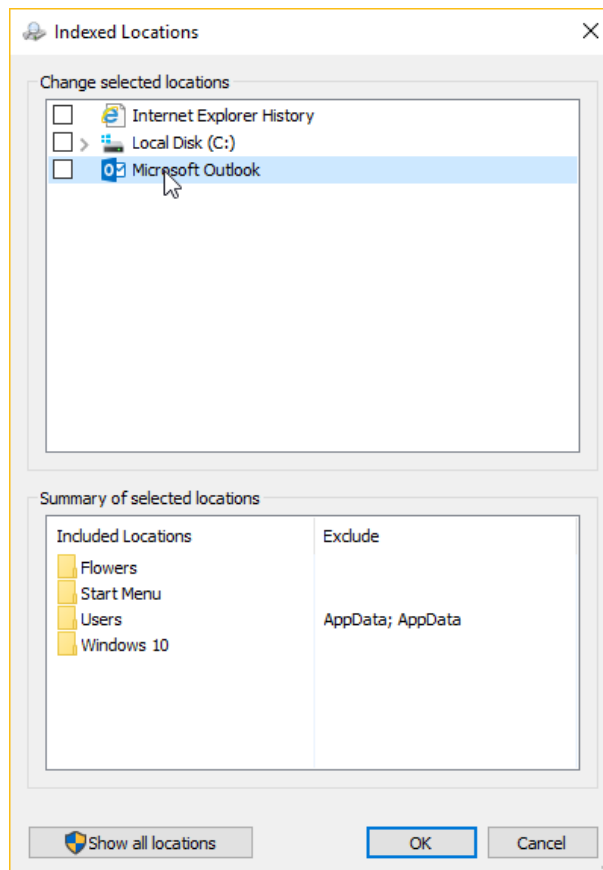 Indexed Locations
Change selected locations
Internet Explorer History
Local Disk (C:)
Microsoft Outlook
Summary of selected locations
Included Locations Exclude
Flowers
Start Menu
Users AppData; AppData
Windows 10
Show all locations OK Cancel